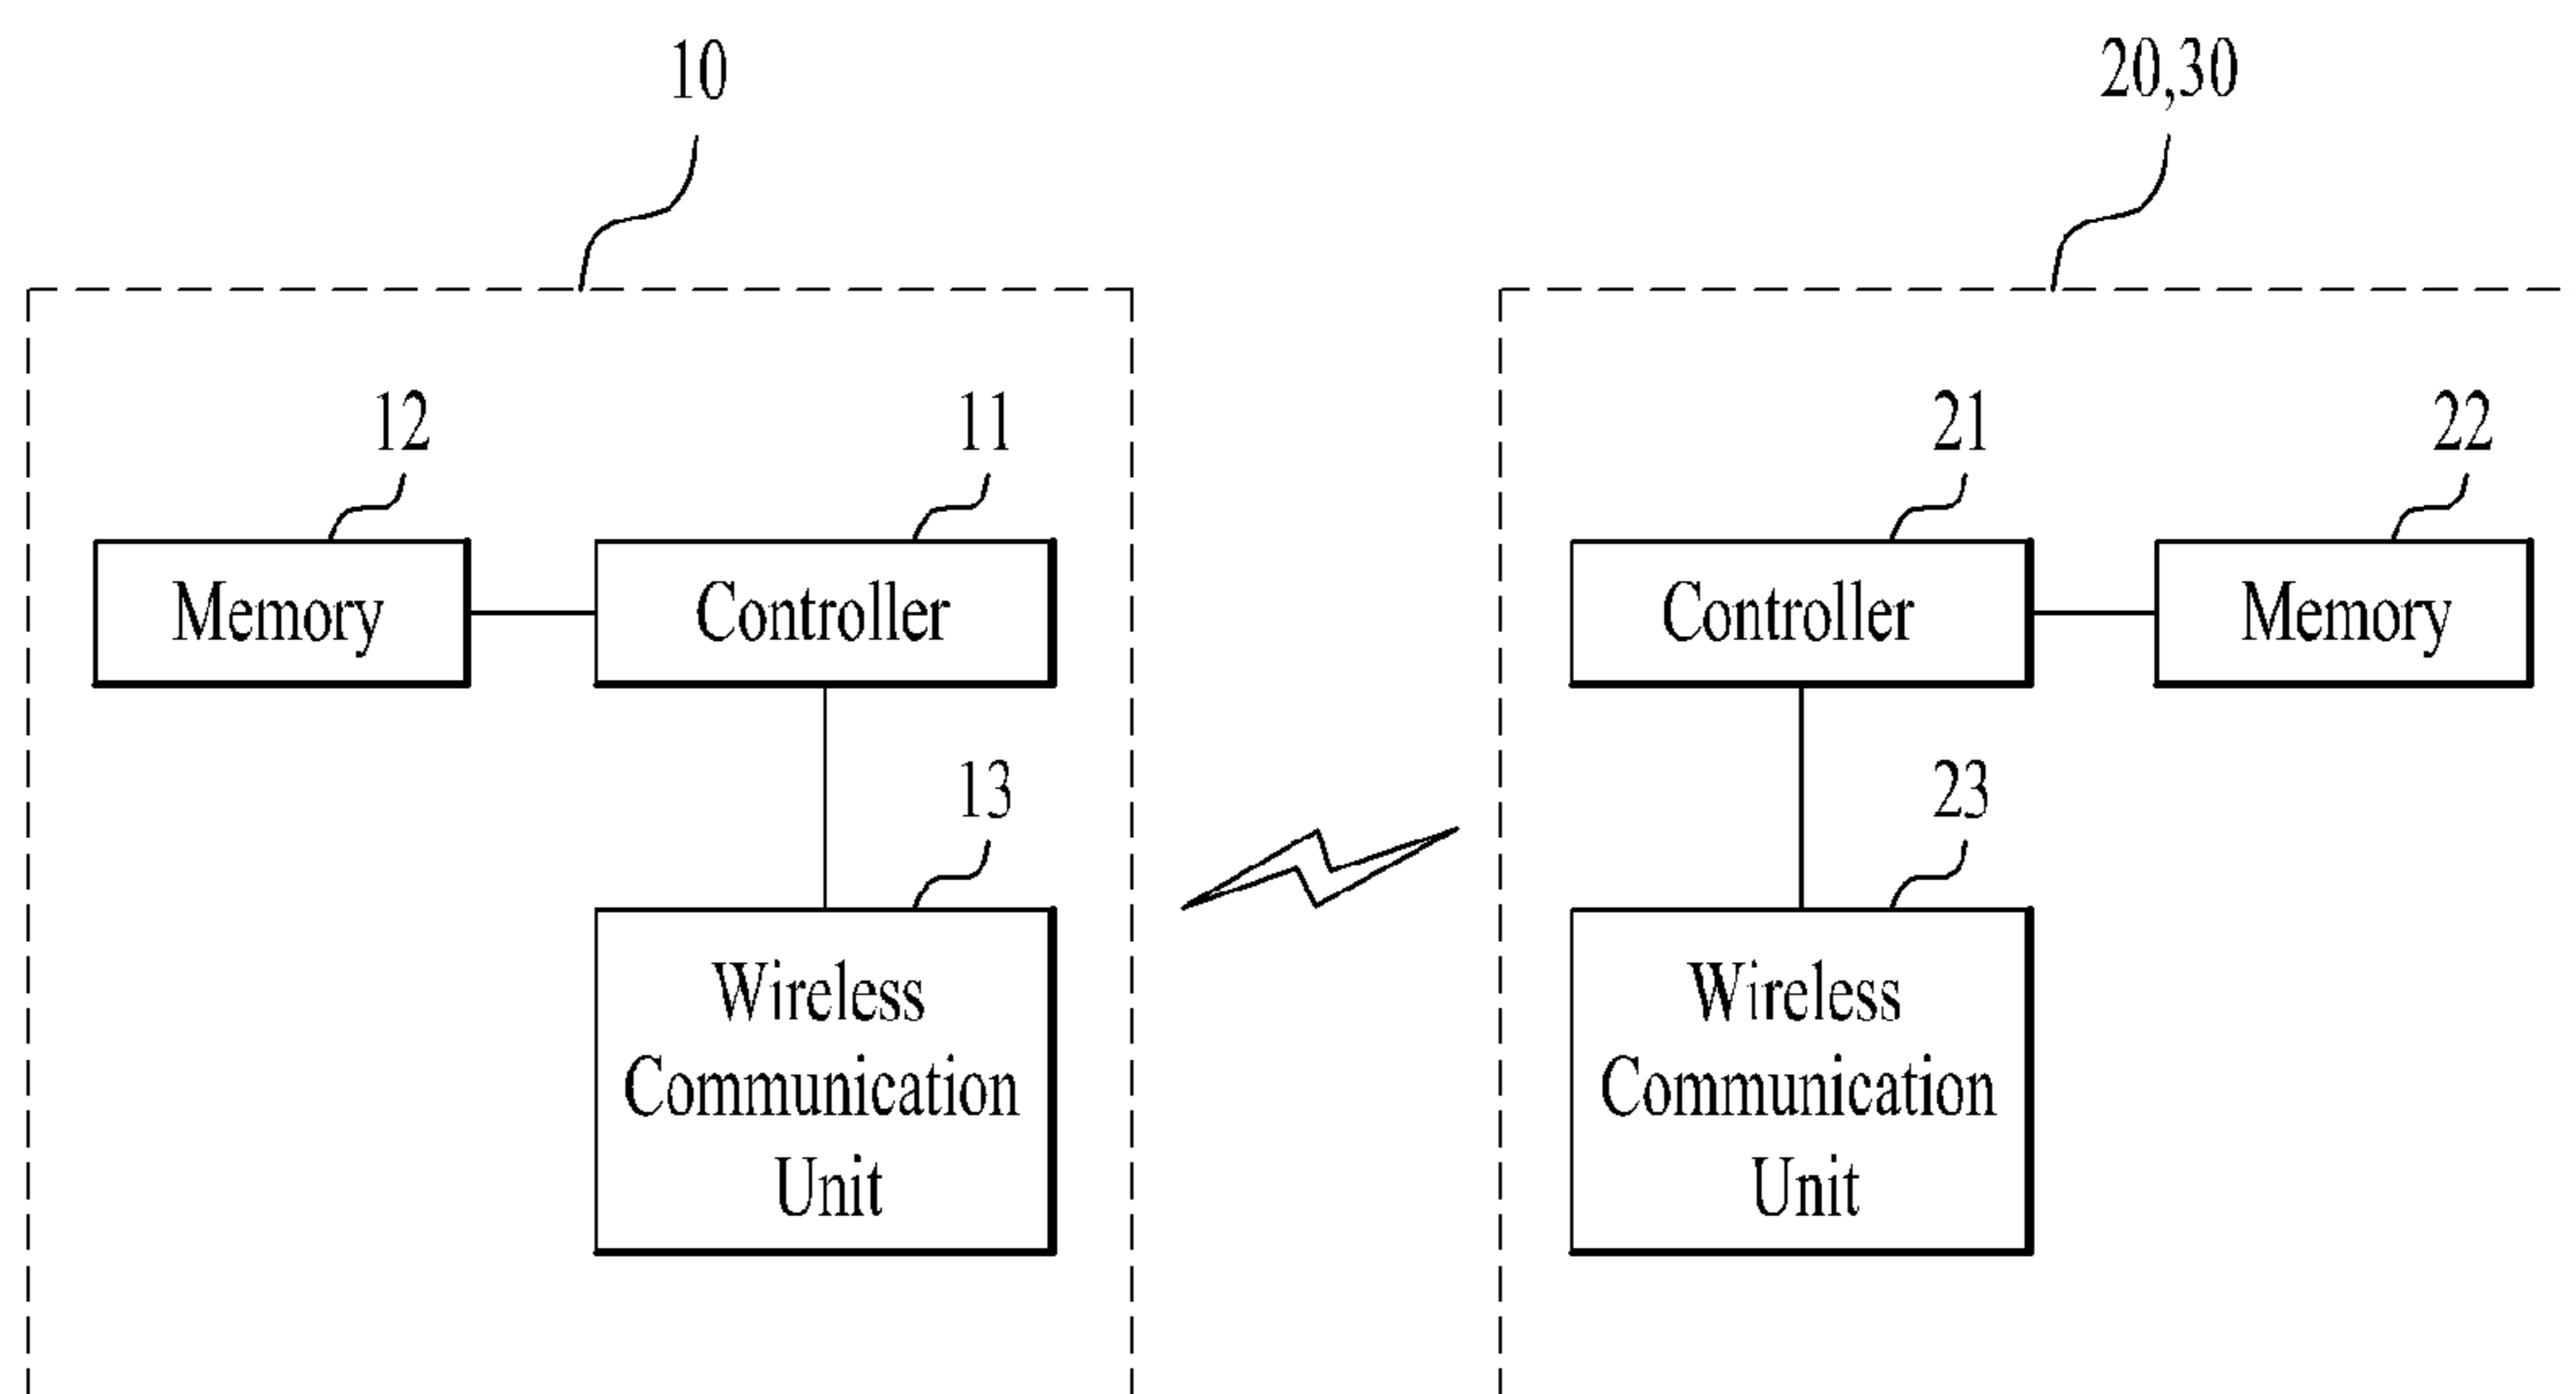 10
20,30
12
11
21
22
Memory
Controller
Controller
Memory
13
23
Wireless
Communication
Unit
Wireless
Communication
Unit